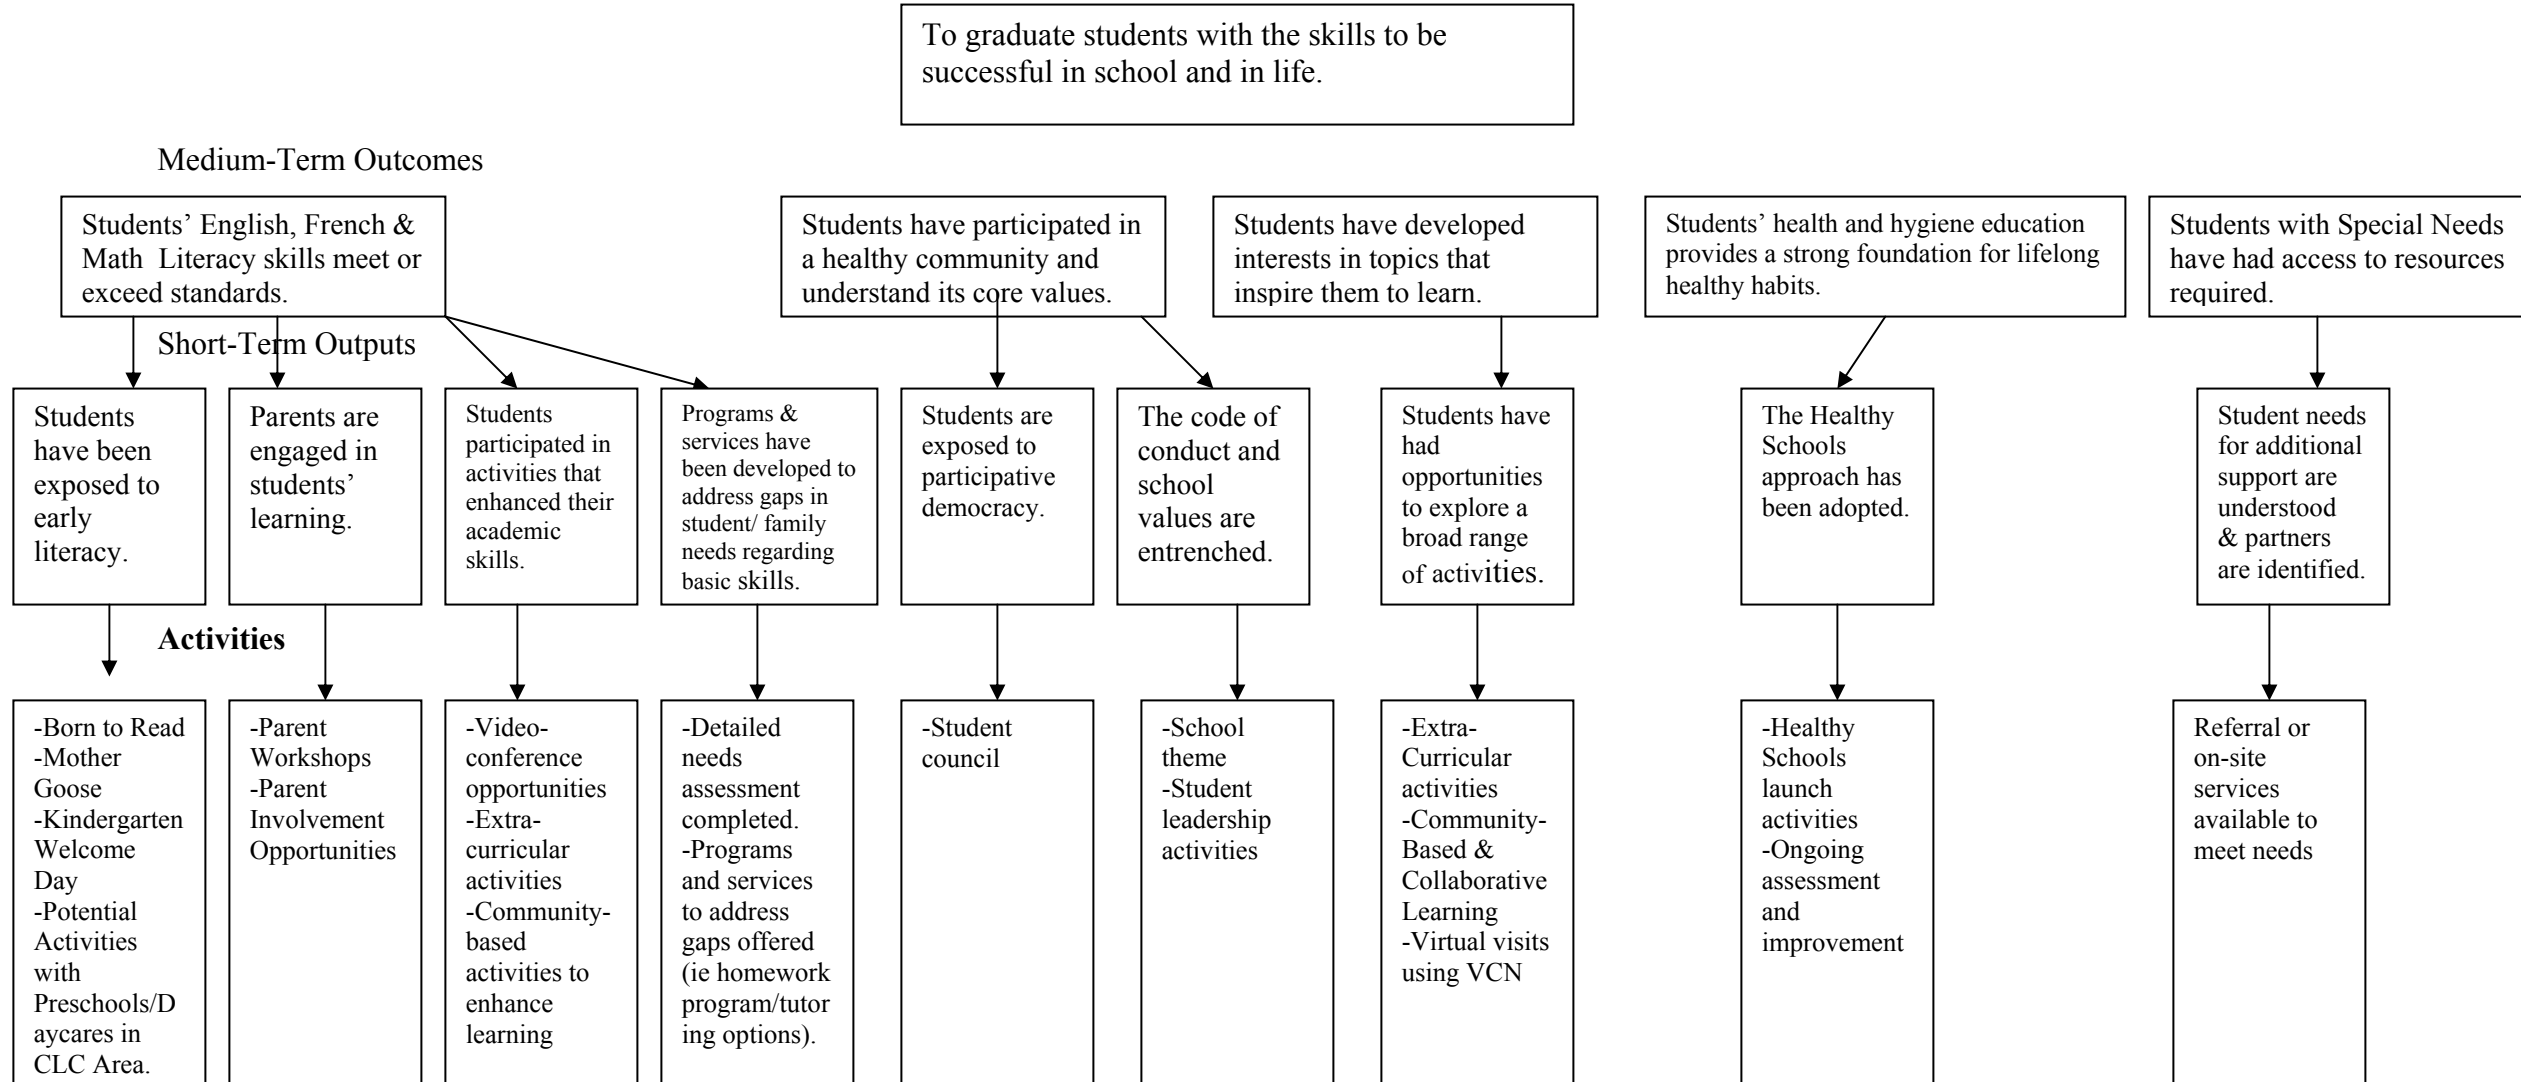 To graduate students with the skills to be
successful in school and in life.
Medium-Term Outcomes
Students’ English, French &
Math Literacy skills meet or
exceed standards.
Students have participated in
a healthy community and
understand its core values.
Students have developed
interests in topics that
inspire them to learn.
Students’ health and hygiene education
provides a strong foundation for lifelong
healthy habits.
Students with Special Needs
have had access to resources
required.
Short-Term Outputs
Students
have been
exposed to
early
literacy.
Parents are
engaged in
students’
learning.
Students
participated in
activities that
enhanced their
academic
skills.
Programs &
services have
been developed to
address gaps in
student/ family
needs regarding
basic skills.
Students are
exposed to
participative
democracy.
The code of
conduct and
school
values are
entrenched.
Students have
had
opportunities
to explore a
broad range
of activities.
The Healthy
Schools
approach has
been adopted.
Student needs
for additional
support are
understood
& partners
are identified.
Activities
-Born to Read
-Mother
Goose
-Kindergarten
Welcome
Day
-Potential
Activities
with
Preschools/D
aycares in
CLC Area.
-Parent
Workshops
-Parent
Involvement
Opportunities
-Video-
conference
opportunities
-Extra-
curricular
activities
-Community-
based
activities to
enhance
learning
-Detailed
needs
assessment
completed.
-Programs
and services
to address
gaps offered
(ie homework
program/tutor
ing options).
-Student
council
-School
theme
-Student
leadership
activities
-Extra-
Curricular
activities
-Community-
Based &
Collaborative
Learning
-Virtual visits
using VCN
-Healthy
Schools
launch
activities
-Ongoing
assessment
and
improvement
Referral or
on-site
services
available to
meet needs